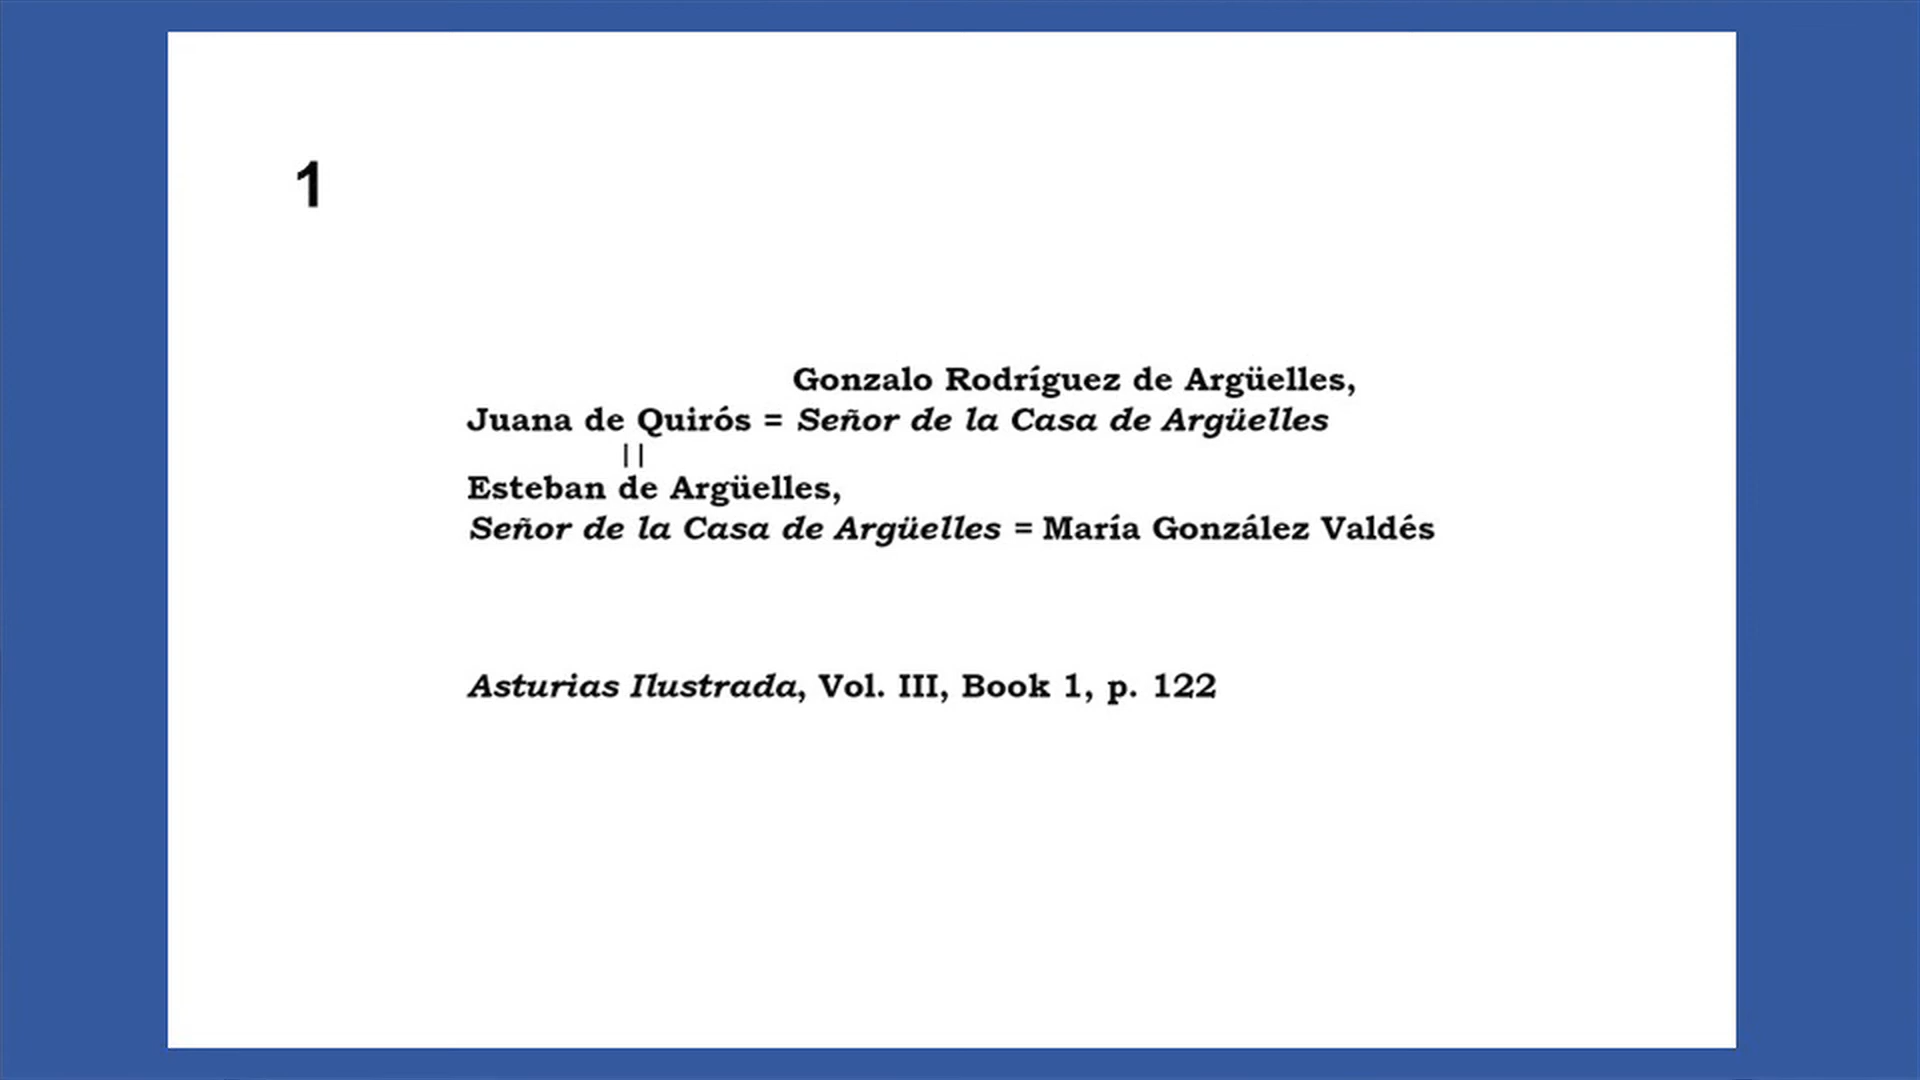 1
Gonzalo Rodríguez de Argüelles,
Juana de Quirós = Señor de la Casa de Argüelles
||
Esteban de Argüelles,
Señor de la Casa de Argüelles = María González Valdés
Asturias Ilustrada, Vol. III, Book 1, p. 122